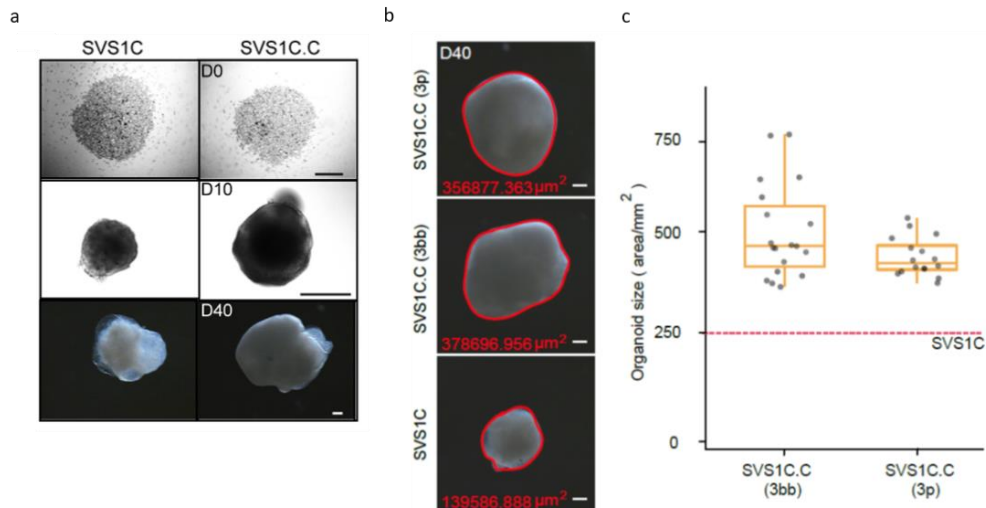 a
SVS1C
SVS1C.C
D0
D10
D40
b
D40
SVS1C.C (3p)
356877.363µm²
SVS1C.C (3bb)
378696.956µm²
SVS1C
139586.888µm²
c
Organoid size ( area/mm²)
750
500
250
0
SVS1C
SVS1C.C
(3bb)
SVS1C.C
(3p)